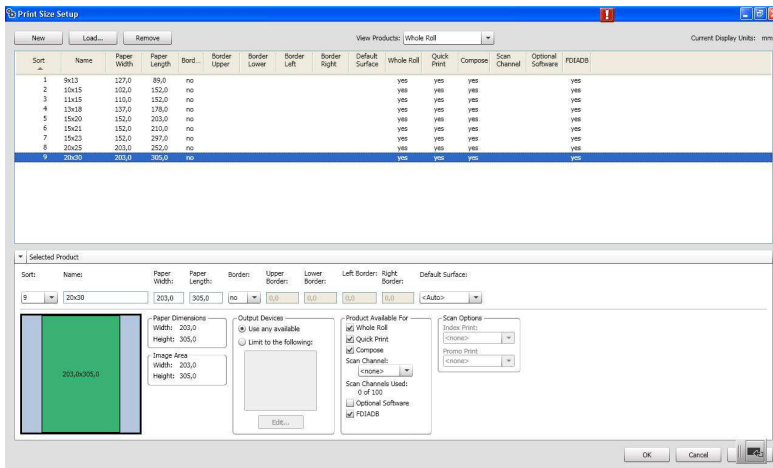 Print Size Setup
New Load... Remove View Products: Whole Roll Current Display Units: mm
Sort Name Paper Width Paper Length Bord... Border Upper Border Lower Border Left Border Right Default Surface Whole Roll Quick Print Compose Scan Channel Optional Software FDIADB
1 9x13 127,0 89,0 no yes yes yes yes
2 10x15 102,0 152,0 no yes yes yes yes
3 11x15 110,0 152,0 no yes yes yes yes
4 13x18 137,0 178,0 no yes yes yes yes
5 15x20 152,0 203,0 no yes yes yes yes
6 15x21 152,0 210,0 no yes yes yes yes
7 15x23 152,0 297,0 no yes yes yes yes
8 20x25 203,0 252,0 no yes yes yes yes
9 20x30 203,0 305,0 no yes yes yes yes
Selected Product
Sort: Name: Paper Width: Paper Length: Border: Upper Border: Lower Border: Left Border: Right Border: Default Surface:
9 20x30 203,0 305,0 no 0,0 0,0 0,0 0,0 <Auto>
203,0x305,0
Paper Dimensions
Width: 203,0
Height: 305,0
Image Area
Width: 203,0
Height: 305,0
Output Devices
Use any available
Limit to the following:
Edit...
Product Available For
Whole Roll
Quick Print
Compose
Scan Channel:
<none>
Scan Channels Used:
0 of 100
Optional Software
FDIADB
Scan Options
Index Print:
<none>
Promo Print
<none>
OK Cancel